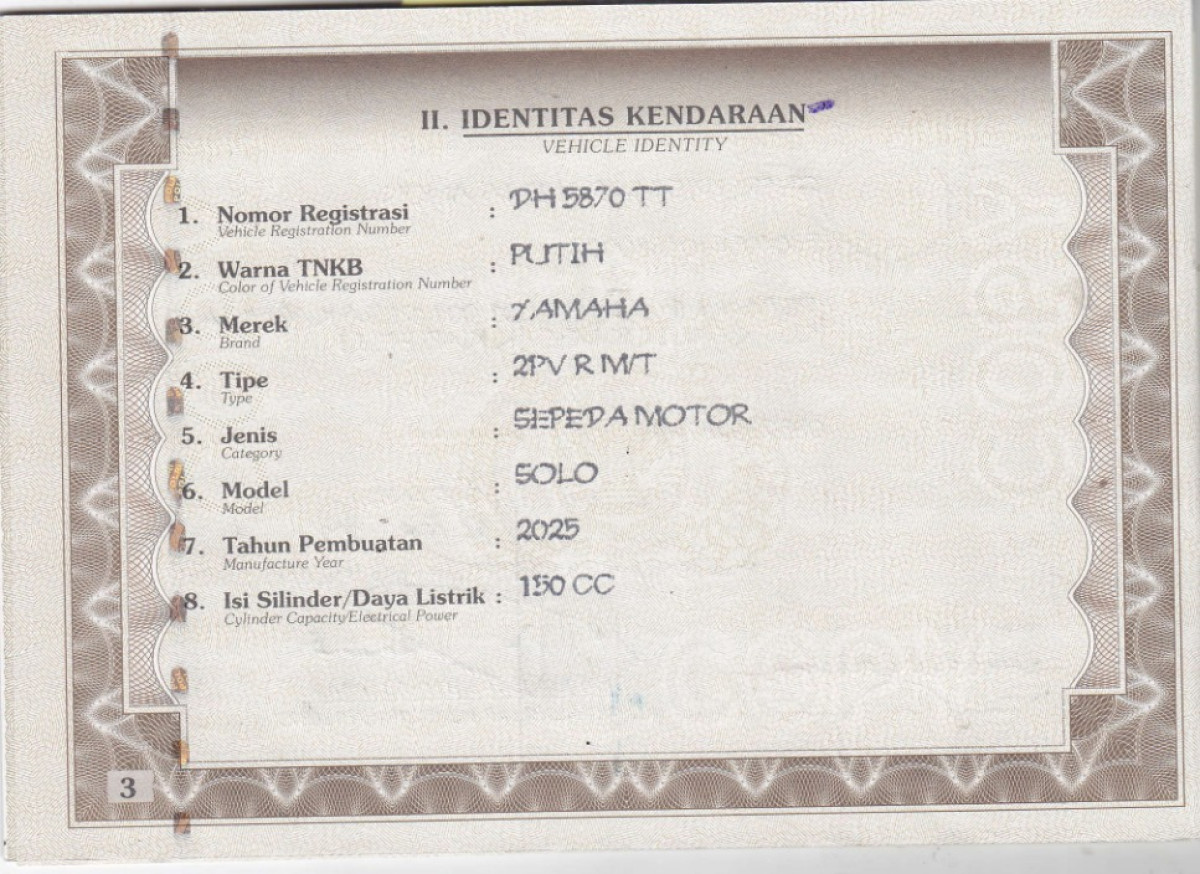 II. IDENTITAS KENDARAAN
VEHICLE IDENTITY
1. Nomor Registrasi : DH 5870 TT
Vehicle Registration Number
2. Warna TNKB : PUTIH
Color of Vehicle Registration Number
3. Merek : YAMAHA
Brand
4. Tipe : 2PV R M/T
Type
5. Jenis : SEPEDA MOTOR
Category
6. Model : SOLO
Model
7. Tahun Pembuatan : 2025
Manufacture Year
8. Isi Silinder/Daya Listrik : 150 CC
Cylinder Capacity/Electrical Power
3